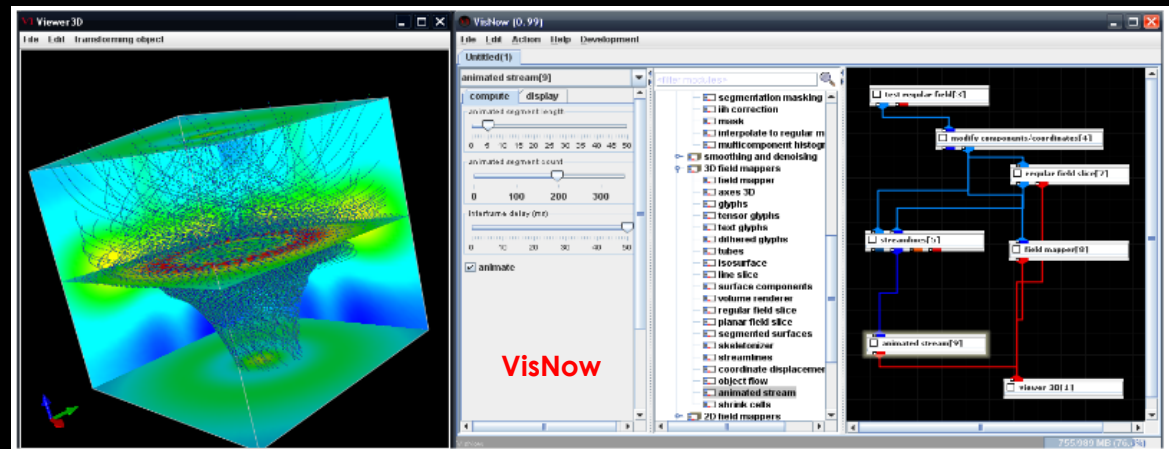 Viewer 3D
File Edit Transforming object
VisNow (0.99)
File Edit Action Help Development
Untitled(1)
animated stream[9]
compute display
animated segment length
0 5 10 15 20 25 30 35 40 45 50
animated segment count
0 100 200 300
interframe delay (ms)
0 10 20 30 40 50
animate
VisNow
<filter modules>
segmentation masking
iih correction
mask
interpolate to regular m
multicomponent histogr
smoothing and denoising
3D field mappers
field mapper
axes 3D
glyphs
tensor glyphs
text glyphs
dithered glyphs
tubes
isosurface
line slice
surface components
volume renderer
regular field slice
planar field slice
segmented surfaces
skeletonizer
streamlines
coordinate displacemen
object flow
animated stream
shrink cells
2D field mappers
test regular field[3]
modify components/coordinates[4]
regular field slice[7]
streamlines[5]
field mapper[8]
animated stream[9]
viewer 3D[1]